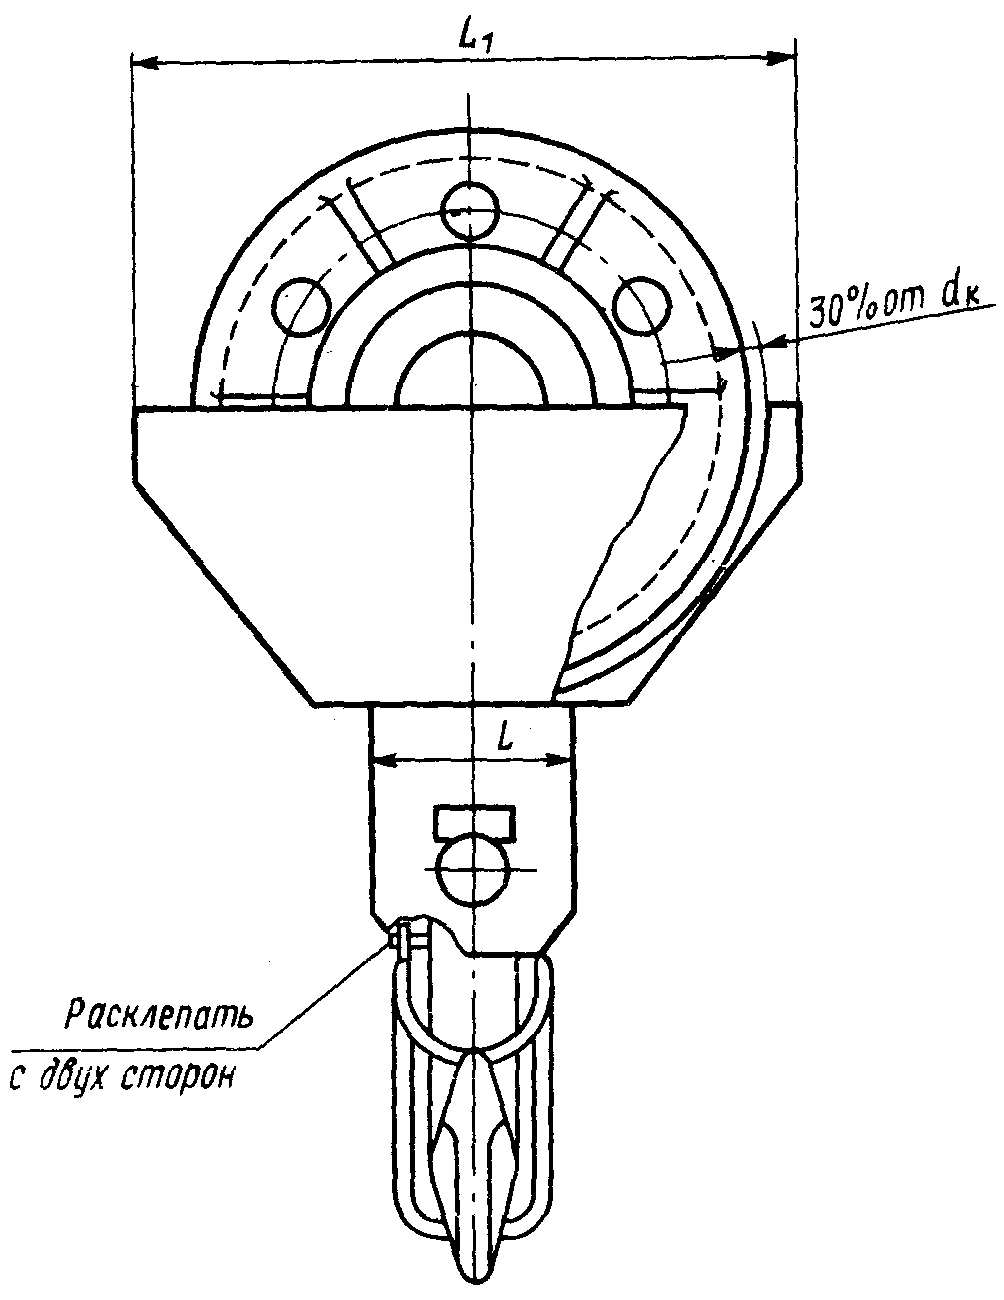 L₁
30% от dк
L
Расклепать
с двух сторон